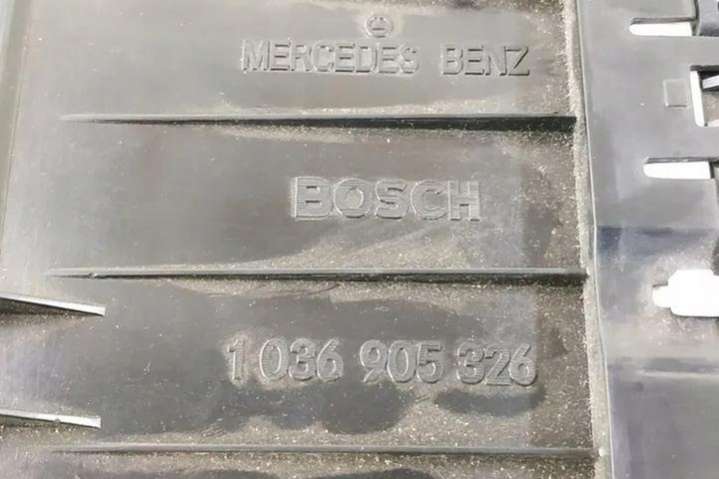 MERCEDES BENZ
BOSCH
1 036 905 326